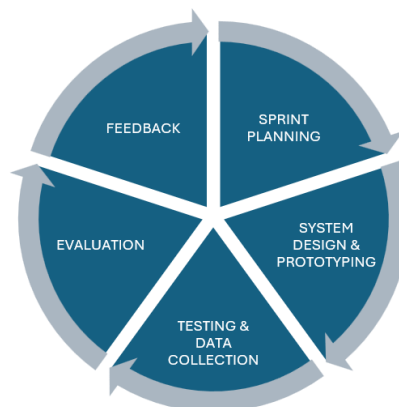 FEEDBACK
SPRINT
PLANNING
SYSTEM
DESIGN &
PROTOTYPING
TESTING &
DATA
COLLECTION
EVALUATION